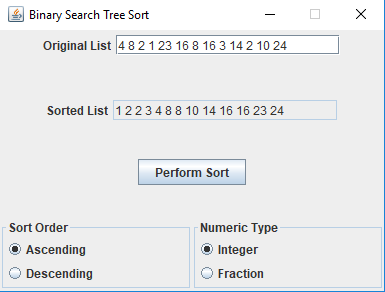 Binary Search Tree Sort
Original List 4 8 2 1 23 16 8 16 3 14 2 10 24
Sorted List 1 2 2 3 4 8 8 10 14 16 16 23 24
Perform Sort
Sort Order Numeric Type
Ascending Integer
Descending Fraction